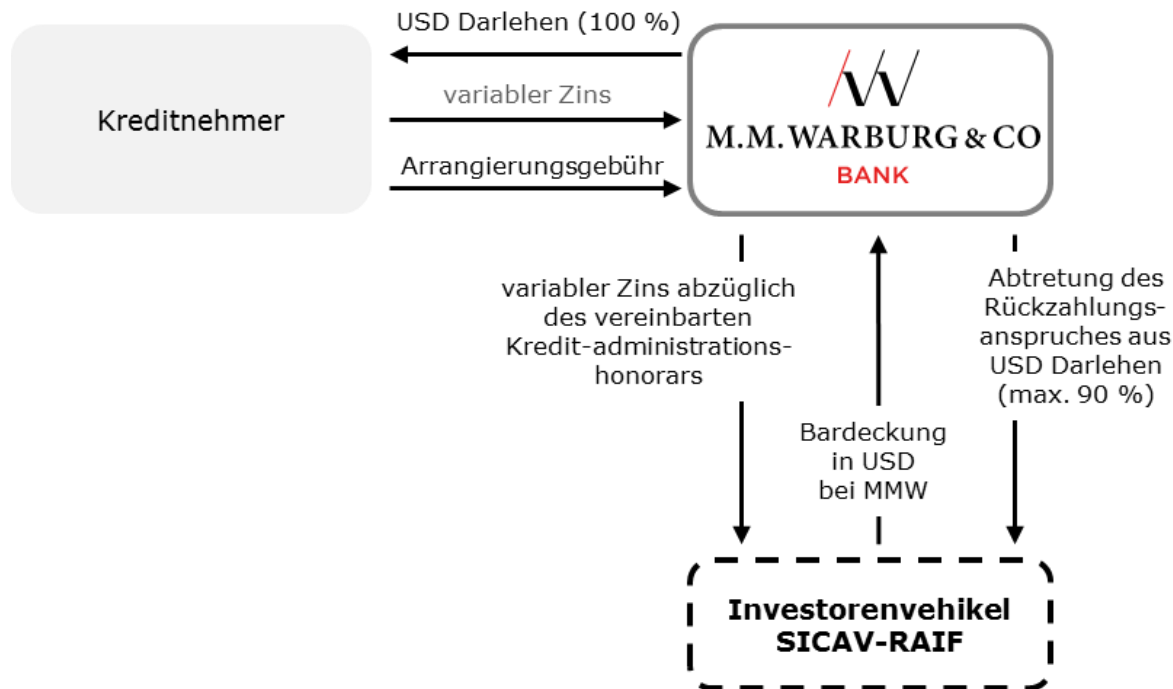 USD Darlehen (100 %)
Kreditnehmer
variabler Zins
Arrangierungsgebühr
M.M.WARBURG & CO
BANK
variabler Zins abzüglich
des vereinbarten
Kredit-administrations-
honorars
Bardeckung
in USD
bei MMW
Abtretung des
Rückzahlungs-
anspruches aus
USD Darlehen
(max. 90 %)
Investorenvehikel
SICAV-RAIF